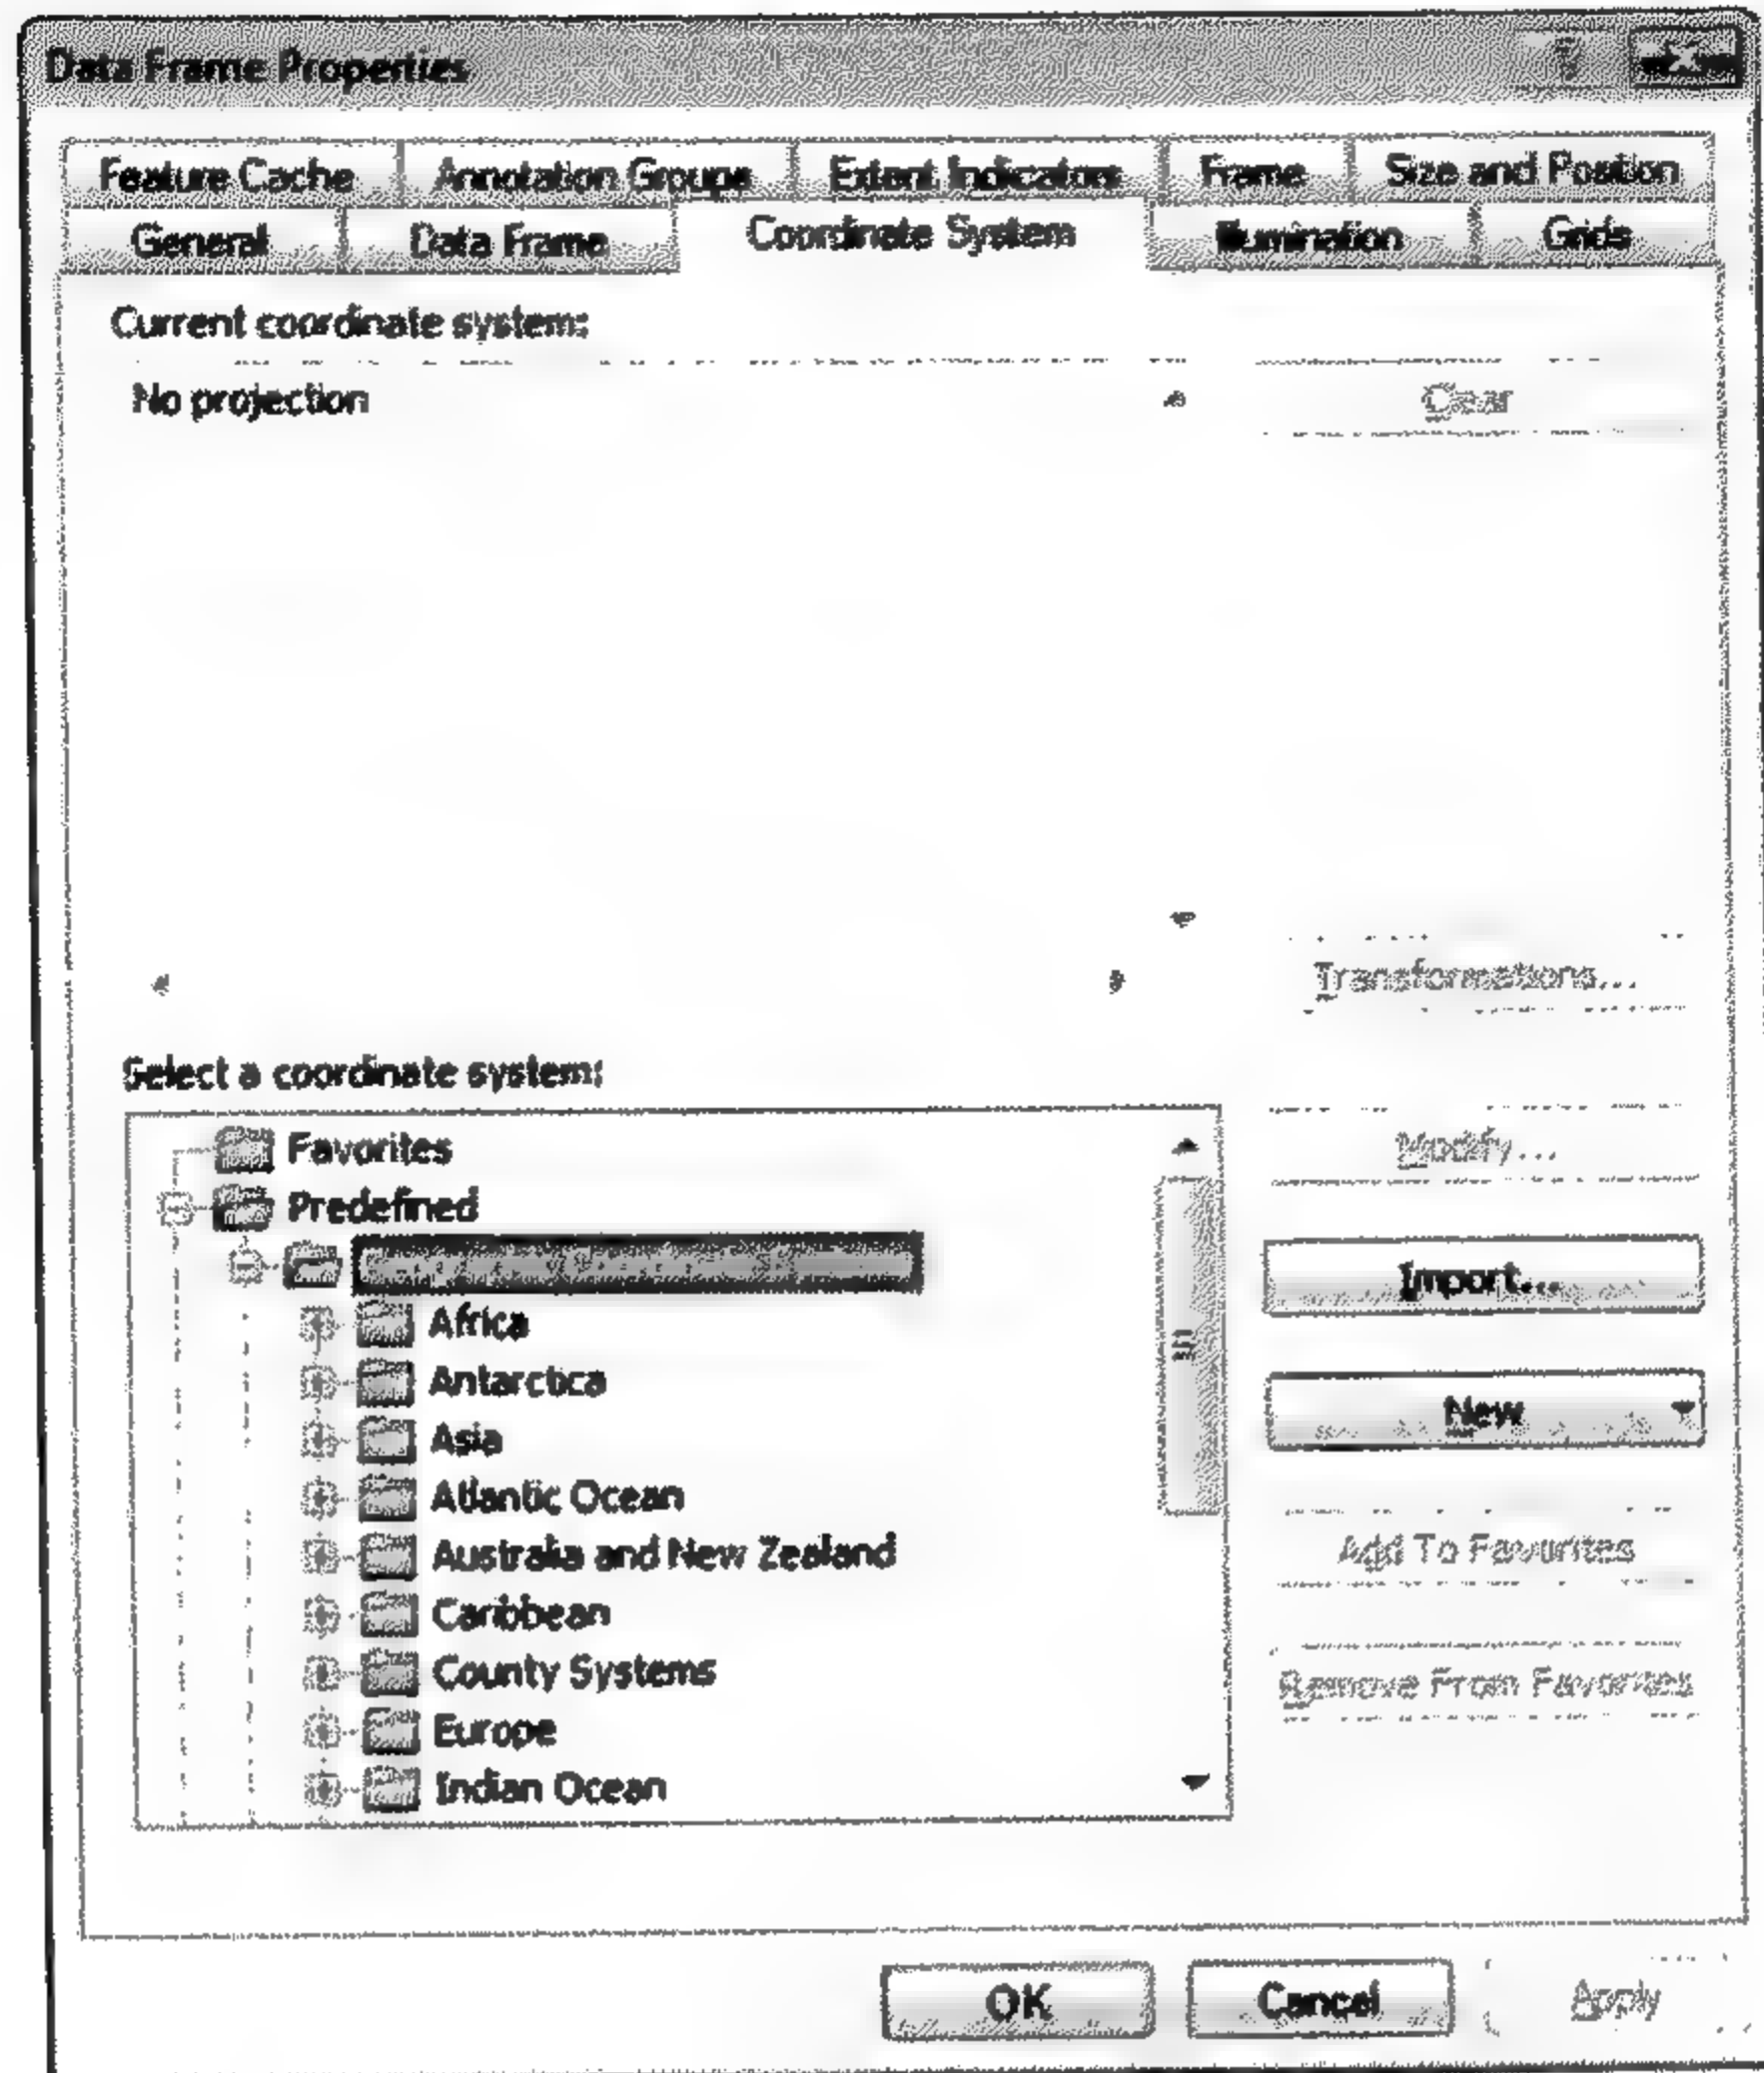 Data Frame Properties
Feature Cache Annotation Groups Extent Indicators Frame Size and Position
General Data Frame Coordinate System Illumination Grids
Current coordinate system:
No projection
Clear
Transformations...
Select a coordinate system:
Favorites
Modify...
Predefined
Import...
Africa
Antarctica
New
Asia
Atlantic Ocean
Add To Favorites
Australia and New Zealand
Caribbean
County Systems
Remove From Favorites
Europe
Indian Ocean
OK Cancel Apply